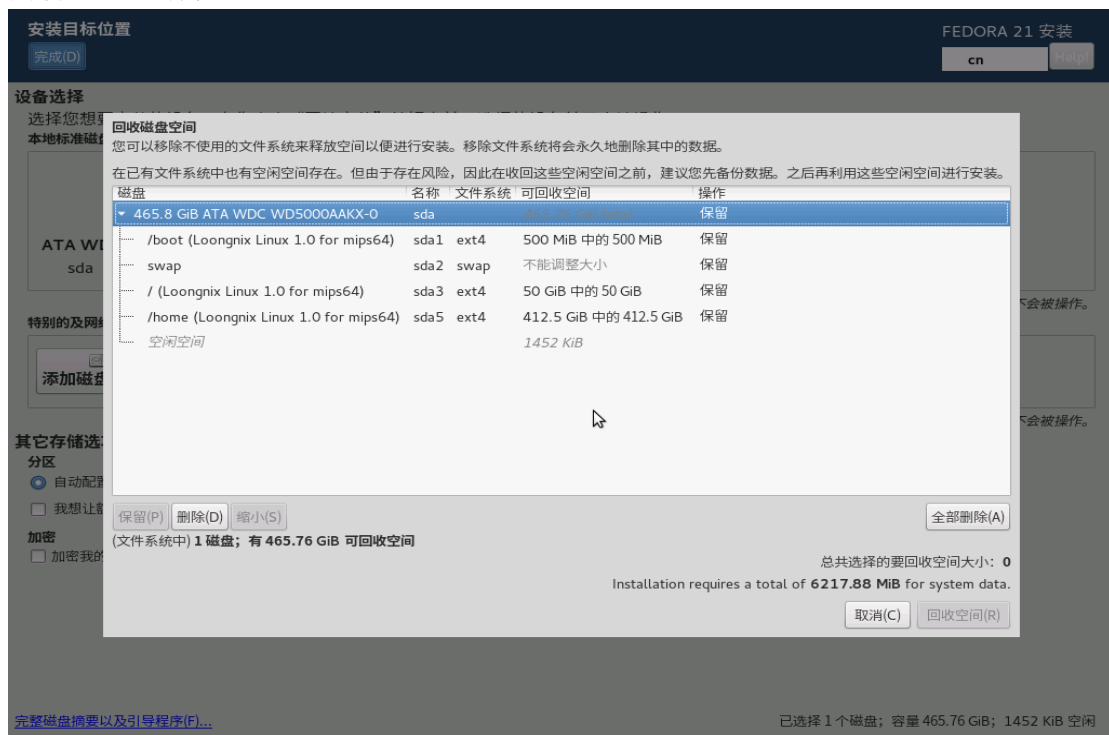 安装目标位置
FEDORA 21 安装
完成(D)
cn
Help!
设备选择
选择您想要
本地标准磁盘
回收磁盘空间
您可以移除不使用的文件系统来释放空间以便进行安装。移除文件系统将会永久地删除其中的数据。
在已有文件系统中也有空闲空间存在。但由于存在风险，因此在收回这些空闲空间之前，建议您先备份数据。之后再利用这些空闲空间进行安装。
磁盘 名称 文件系统 可回收空间 操作
465.8 GiB ATA WDC WD5000AAKX-0 sda 保留
/boot (Loongnix Linux 1.0 for mips64) sda1 ext4 500 MiB 中的 500 MiB 保留
swap sda2 swap 不能调整大小 保留
/ (Loongnix Linux 1.0 for mips64) sda3 ext4 50 GiB 中的 50 GiB 保留
/home (Loongnix Linux 1.0 for mips64) sda5 ext4 412.5 GiB 中的 412.5 GiB 保留
空闲空间 1452 KiB
ATA WD
sda
不会被操作。
特别的及网络
添加磁盘
不会被操作。
其它存储选项
分区
自动配置
我想让额
加密
加密我的
保留(P) 删除(D) 缩小(S) 全部删除(A)
(文件系统中) 1 磁盘；有 465.76 GiB 可回收空间
总共选择的要回收空间大小：0
Installation requires a total of 6217.88 MiB for system data.
取消(C) 回收空间(R)
完整磁盘摘要以及引导程序(F)...
已选择 1 个磁盘；容量 465.76 GiB；1452 KiB 空闲